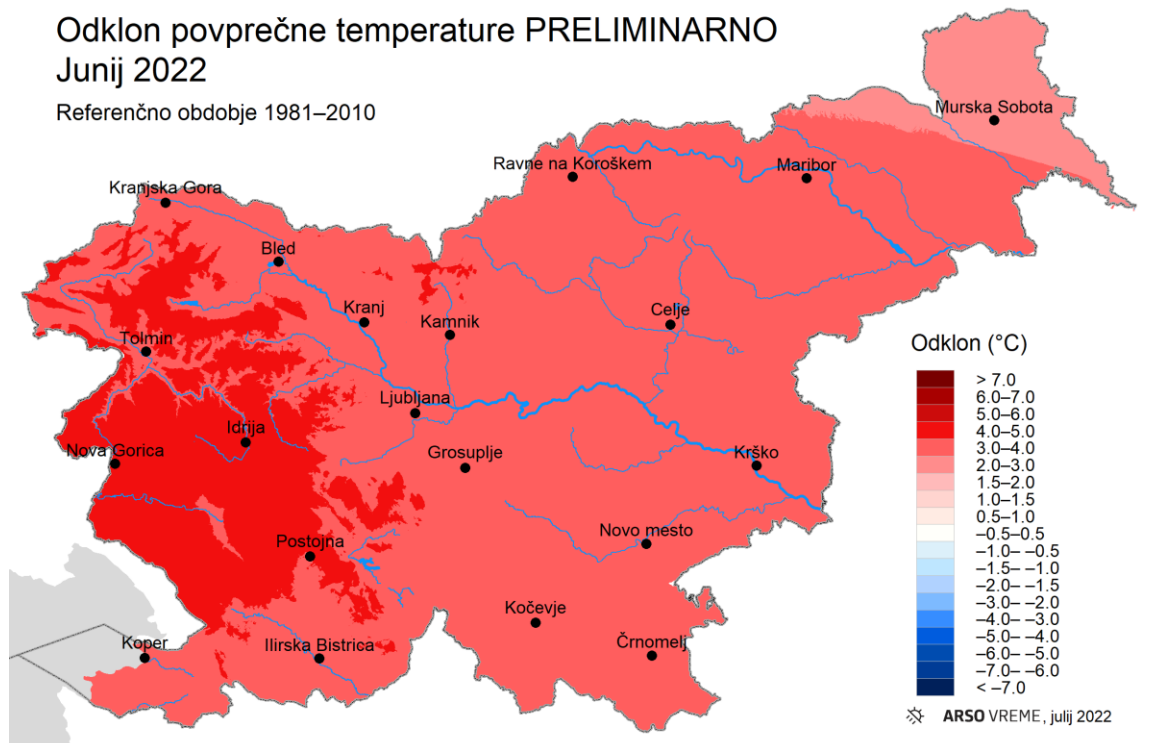 Odklon povprečne temperature PRELIMINARNO
Junij 2022
Referenčno obdobje 1981–2010
Murska Sobota
Ravne na Koroškem
Maribor
Kranjska Gora
Bled
Kranj
Kamnik
Celje
Tolmin
Ljubljana
Idrija
Nova Gorica
Grosuplje
Krško
Postojna
Novo mesto
Kočevje
Koper
Ilirska Bistrica
Črnomelj
Odklon (°C)
> 7.0
6.0–7.0
5.0–6.0
4.0–5.0
3.0–4.0
2.0–3.0
1.5–2.0
1.0–1.5
0.5–1.0
–0.5–0.5
–1.0– –0.5
–1.5– –1.0
–2.0– –1.5
–3.0– –2.0
–4.0– –3.0
–5.0– –4.0
–6.0– –5.0
–7.0– –6.0
< –7.0
ARSO VREME, julij 2022